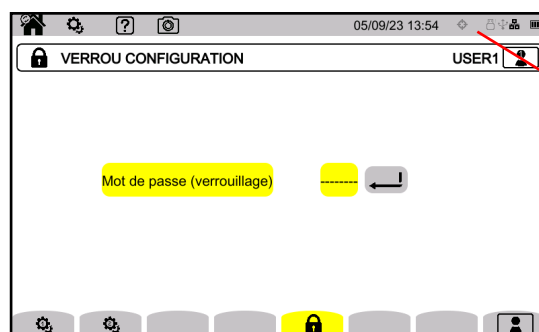 05/09/23 13:54
VERROU CONFIGURATION
USER1
Mot de passe (verrouillage)
--------